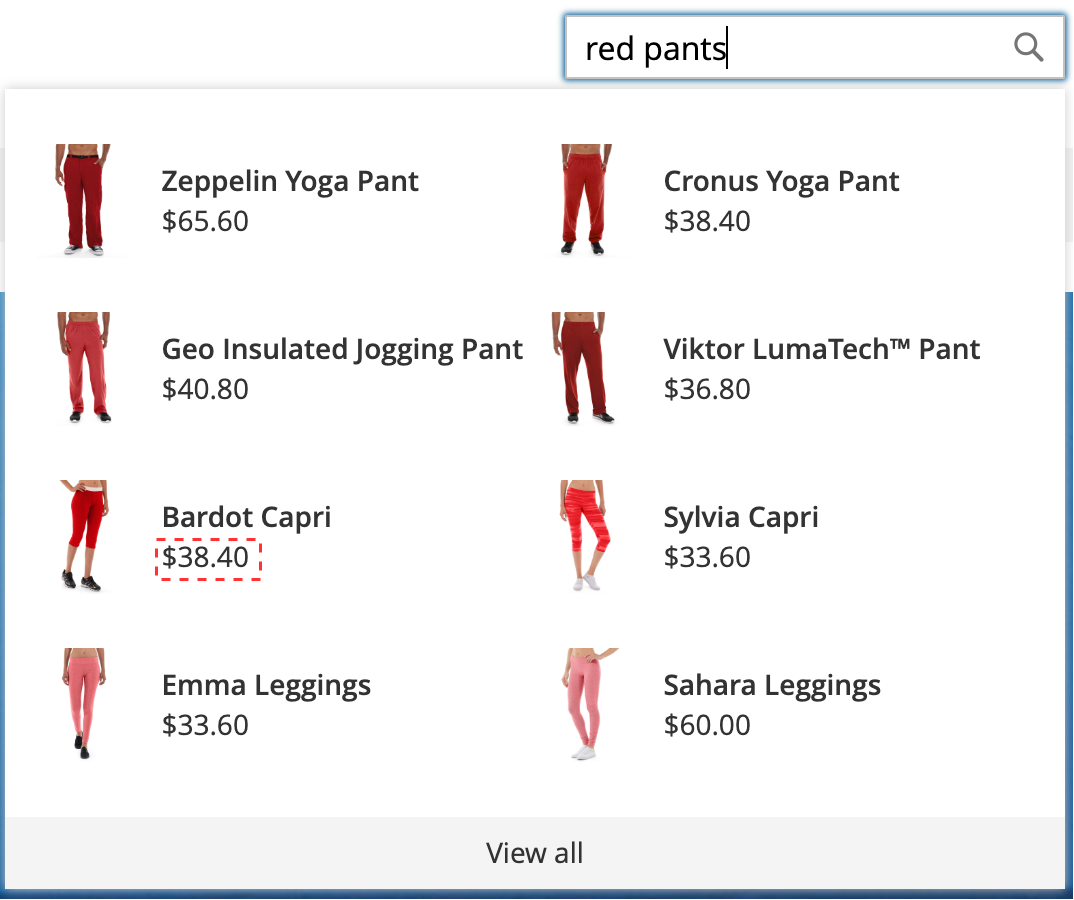 red pants
Zeppelin Yoga Pant
$65.60
Cronus Yoga Pant
$38.40
Geo Insulated Jogging Pant
$40.80
Viktor LumaTech™ Pant
$36.80
Bardot Capri
$38.40
Sylvia Capri
$33.60
Emma Leggings
$33.60
Sahara Leggings
$60.00
View all